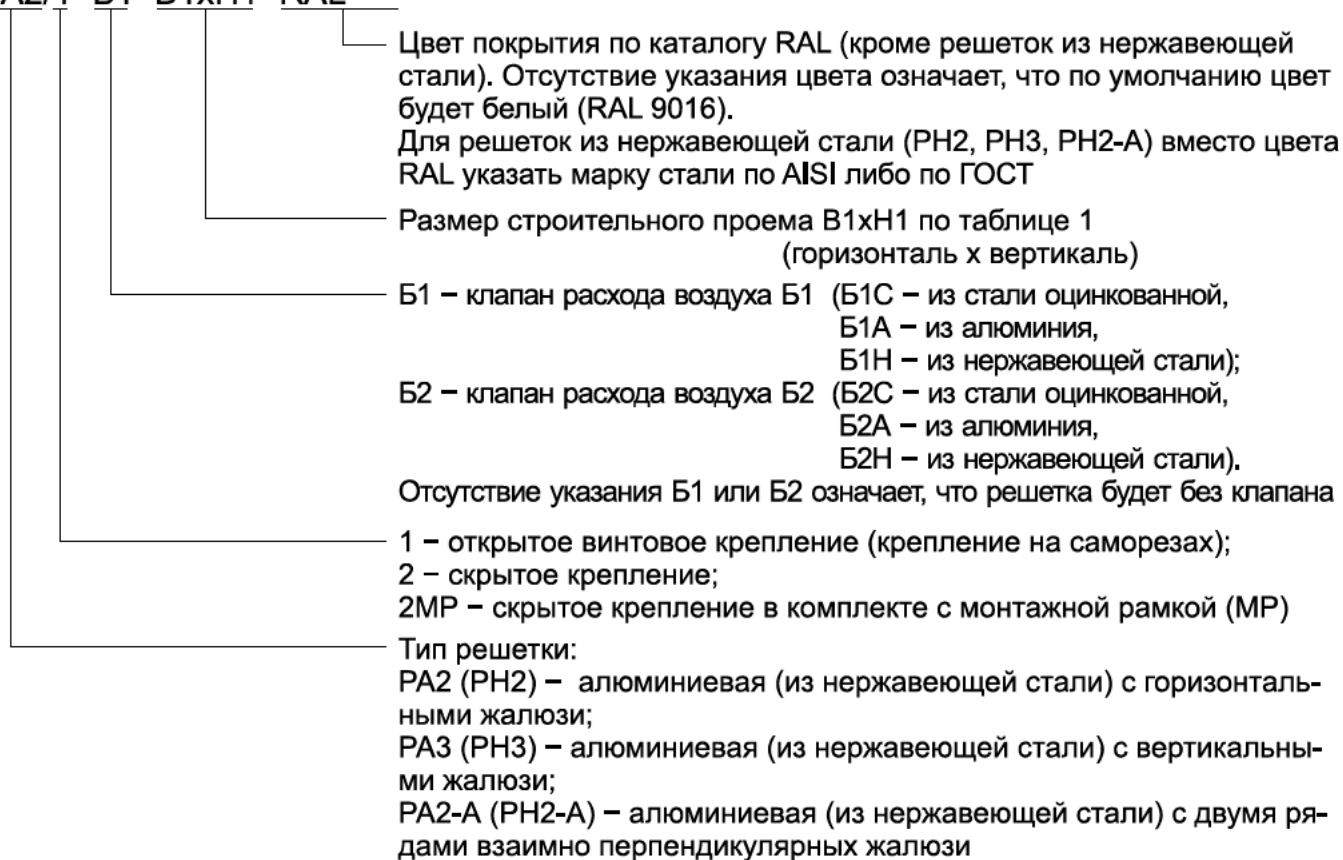 Цвет покрытия по каталогу RAL (кроме решеток из нержавеющей
стали). Отсутствие указания цвета означает, что по умолчанию цвет
будет белый (RAL 9016).
Для решеток из нержавеющей стали (РН2, РН3, РН2-А) вместо цвета
RAL указать марку стали по AISI либо по ГОСТ
Размер строительного проема В1хН1 по таблице 1
(горизонталь х вертикаль)
Б1 – клапан расхода воздуха Б1 (Б1С – из стали оцинкованной,
Б1А – из алюминия,
Б1Н – из нержавеющей стали);
Б2 – клапан расхода воздуха Б2 (Б2С – из стали оцинкованной,
Б2А – из алюминия,
Б2Н – из нержавеющей стали).
Отсутствие указания Б1 или Б2 означает, что решетка будет без клапана
1 – открытое винтовое крепление (крепление на саморезах);
2 – скрытое крепление;
2МР – скрытое крепление в комплекте с монтажной рамкой (МР)
Тип решетки:
РА2 (РН2) – алюминиевая (из нержавеющей стали) с горизонталь-
ными жалюзи;
РА3 (РН3) – алюминиевая (из нержавеющей стали) с вертикальны-
ми жалюзи;
РА2-А (РН2-А) – алюминиевая (из нержавеющей стали) с двумя ря-
дами взаимно перпендикулярных жалюзи